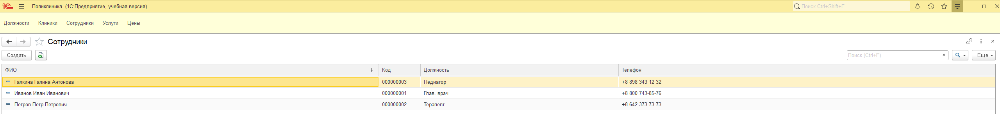 1С Поликлиника (1С:Предприятие, учебная версия) Поиск Ctrl+Shift+F
Должности Клиники Сотрудники Услуги Цены
Сотрудники
Создать Поиск (Ctrl+F) × Еще
ФИО ↓ Код Должность Телефон
Галкина Галина Антонова 000000003 Педиатор +8 898 343 12 32
Иванов Иван Иванович 000000001 Глав. врач +8 800 743-85-76
Петров Петр Петрович 000000002 Терапевт +8 642 373 73 73